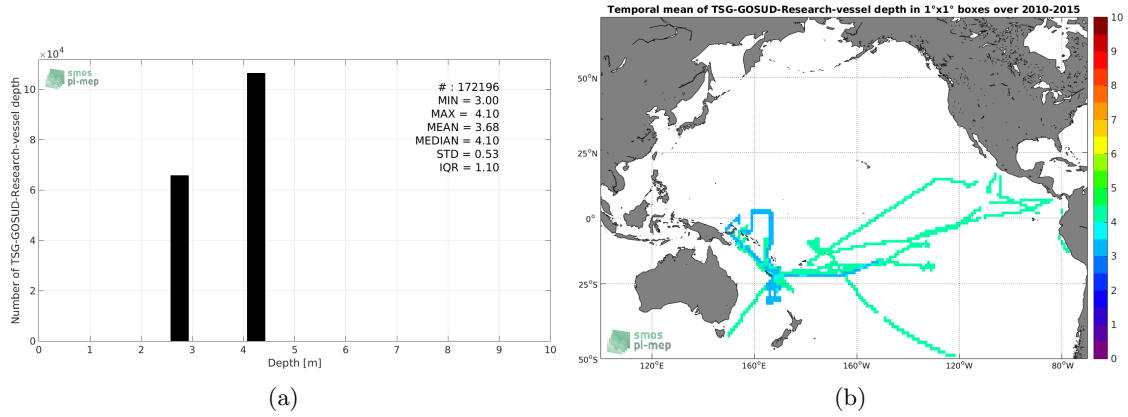 ×10⁴
smos
pi-mep
# : 172196
MIN = 3.00
MAX = 4.10
MEAN = 3.68
MEDIAN = 4.10
STD = 0.53
IQR = 1.10
Number of TSG-GOSUD-Research-vessel depth
10
8
6
4
2
0
0 1 2 3 4 5 6 7 8 9 10
Depth [m]
(a)
Temporal mean of TSG-GOSUD-Research-vessel depth in 1°x1° boxes over 2010-2015
50°N
25°N
0°
25°S
50°S
120°E 160°E 160°W 120°W 80°W
smos
pi-mep
10
9
8
7
6
5
4
3
2
1
0
(b)